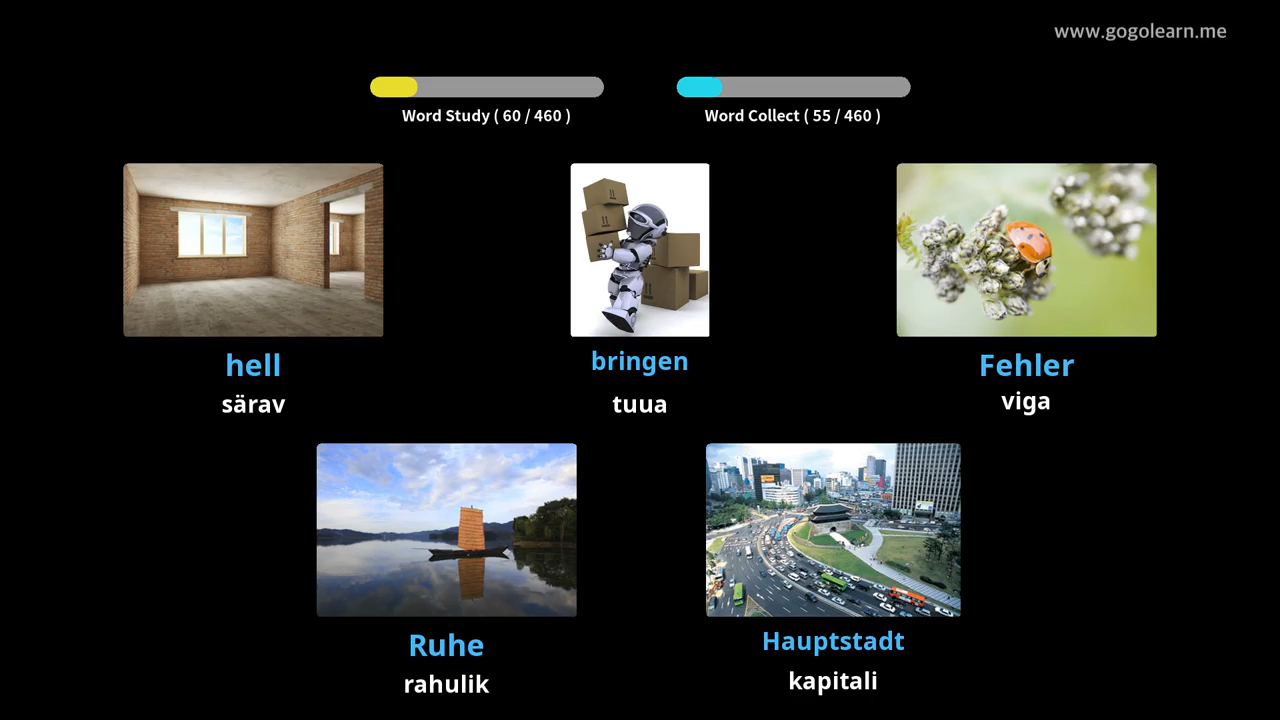 www.gogolearn.me
Word Study ( 60 / 460 )
Word Collect ( 55 / 460 )
hell
särav
bringen
tuua
Fehler
viga
Ruhe
rahulik
Hauptstadt
kapitali